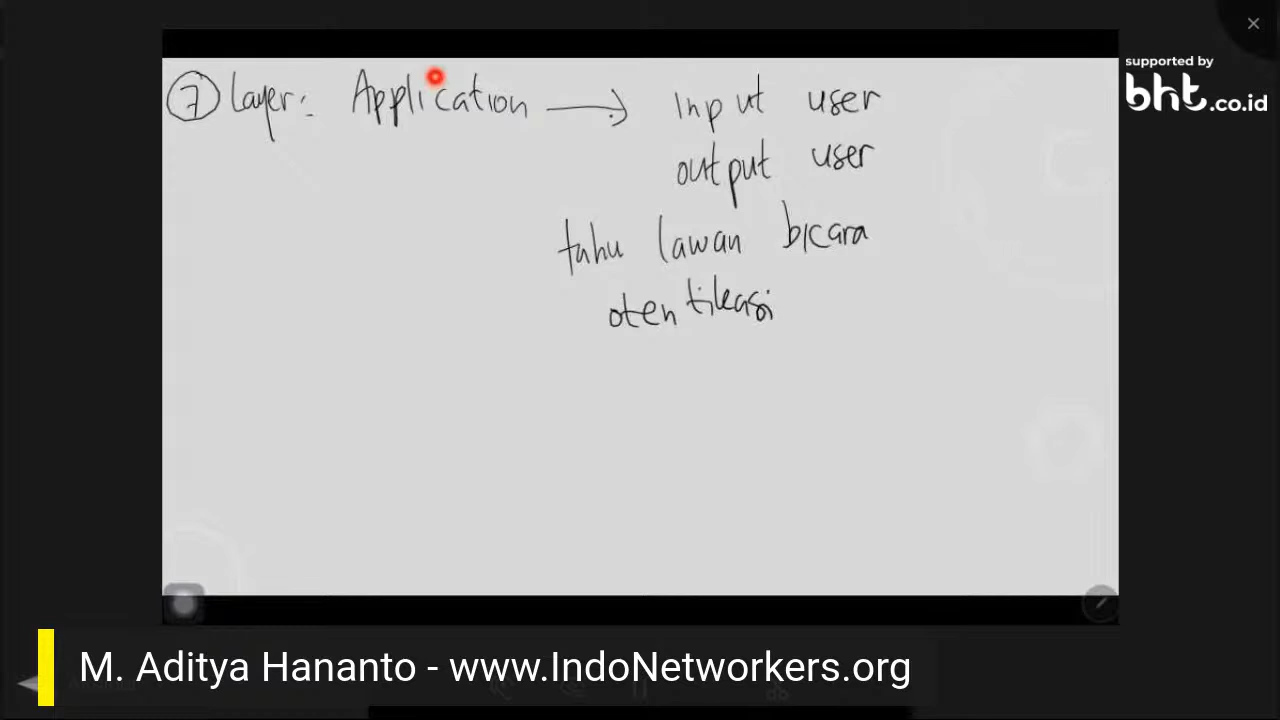 supported by
bht.co.id
7 Layer: Application → input user
output user
tahu lawan bicara
otentikasi
M. Aditya Hananto - www.IndoNetworkers.org